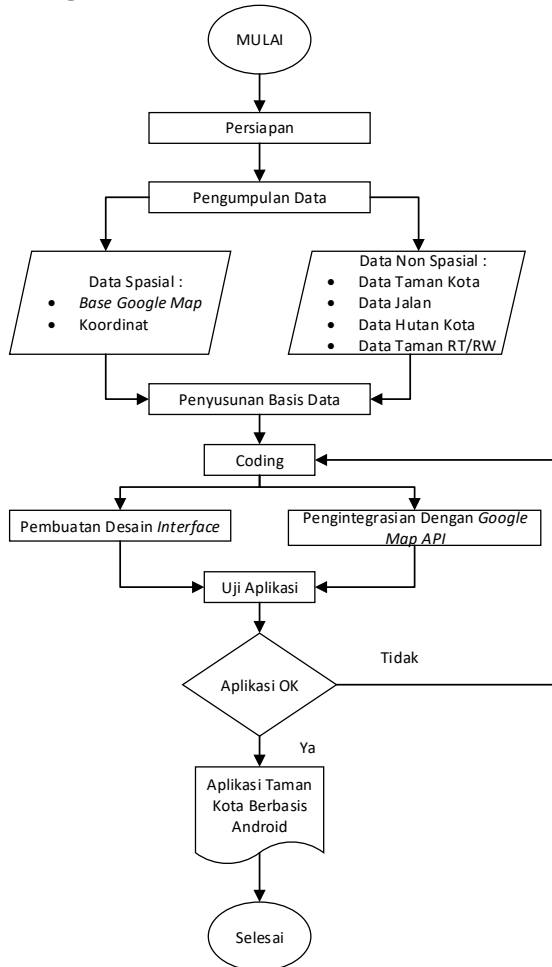 MULAI
Persiapan
Pengumpulan Data
Data Spasial :
• Base Google Map
• Koordinat
Data Non Spasial :
• Data Taman Kota
• Data Jalan
• Data Hutan Kota
• Data Taman RT/RW
Penyusunan Basis Data
Coding
Pembuatan Desain Interface
Pengintegrasian Dengan Google
Map API
Uji Aplikasi
Aplikasi OK
Tidak
Ya
Aplikasi Taman
Kota Berbasis
Android
Selesai